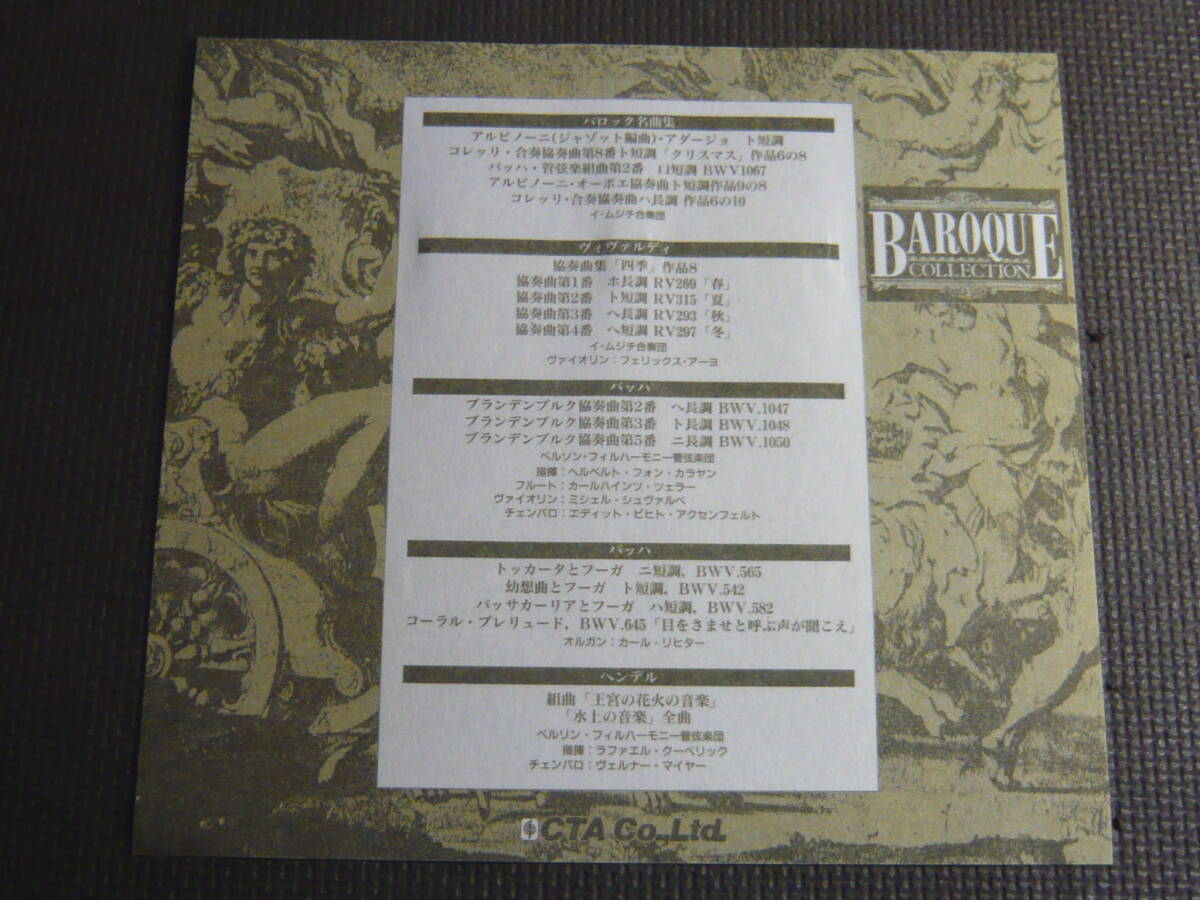 バロック名曲集
アルビノーニ(ジャゾット編曲)・アダージョ　ト短調
コレッリ・合奏協奏曲第8番ト短調「クリスマス」作品6の8
バッハ・管弦楽組曲第2番　ロ短調 BWV1067
アルビノーニ・オーボエ協奏曲ト短調作品9の8
コレッリ・合奏協奏曲ハ長調 作品6の10
イ・ムジチ合奏団
ヴィヴァルディ
協奏曲集「四季」作品8
協奏曲第1番　ホ長調 RV269「春」
協奏曲第2番　ト短調 RV315「夏」
協奏曲第3番　ヘ長調 RV293「秋」
協奏曲第4番　ヘ短調 RV297「冬」
イ・ムジチ合奏団
ヴァイオリン：フェリックス・アーヨ
バッハ
ブランデンブルク協奏曲第2番　ヘ長調 BWV.1047
ブランデンブルク協奏曲第3番　ト長調 BWV.1048
ブランデンブルク協奏曲第5番　ニ長調 BWV.1050
ベルソン・フィルハーモニー管弦楽団
指揮：ヘルベルト・フォン・カラヤン
フルート：カールハインツ・ツェラー
ヴァイオリン：ミシェル・シュヴァルベ
チェンバロ：エディット・ピヒト・アクセンフェルト
バッハ
トッカータとフーガ　ニ短調, BWV.565
幼想曲とフーガ　ト短調, BWV.542
パッサカーリアとフーガ　ハ短調, BWV.582
コーラル・プレリュード, BWV.645「目をさませと呼ぶ声が聞こえ」
オルガン：カール・リヒター
ヘンデル
組曲「王宮の花火の音楽」
「水上の音楽」全曲
ベルリン・フィルハーモニー管弦楽団
指揮：ラファエル・クーベリック
チェンバロ：ヴェルナー・マイヤー
BAROQUE
COLLECTION
CTA Co.,Ltd.